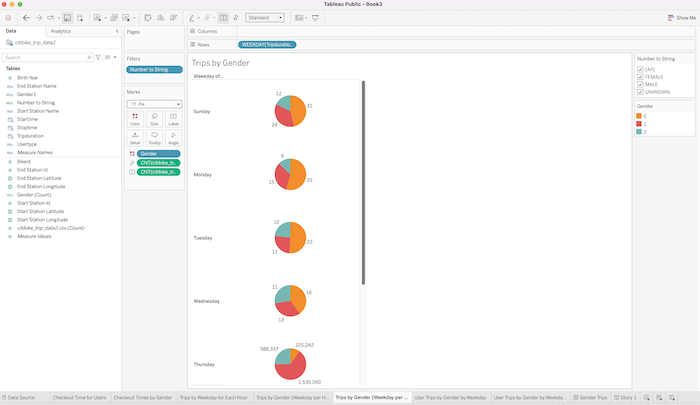 Tableau Public - Book3
Standard
Show Me
Data
Analytics
citibike_trip_data2
Search
Tables
Birth Year
End Station Name
Gender1
Number to String
Start Station Name
Starttime
Stoptime
Tripduration
Usertype
Measure Names
Bikeid
End Station Id
End Station Latitude
End Station Longitude
Gender (Count)
Start Station Id
Start Station Latitude
Start Station Longitude
citibike_trip_data2.csv (Count)
Measure Values
Pages
Filters
Number to String
Marks
Pie
Color
Size
Label
Detail
Tooltip
Angle
Gender
CNT(citibike_tr..
CNT(citibike_tr..
Columns
Rows
WEEKDAY(Tripduratio..
Trips by Gender
Weekday of..
Sunday
12
31
24
Monday
6
25
15
Tuesday
10
22
11
Wednesday
11
16
13
Thursday
588,337
225,242
1,530,090
Number to String
(All)
FEMALE
MALE
UNKNOWN
Gender
0
1
2
Data Source
Checkout Time for Users
Checkout Times by Gender
Trips by Weekday for Each Hour
Trips by Gender (Weekday per H...
Trips by Gender (Weekday per ...
User Trips by Gender by Weekday
User Trips by Gender by Weekda...
Gender Trips
Story 1